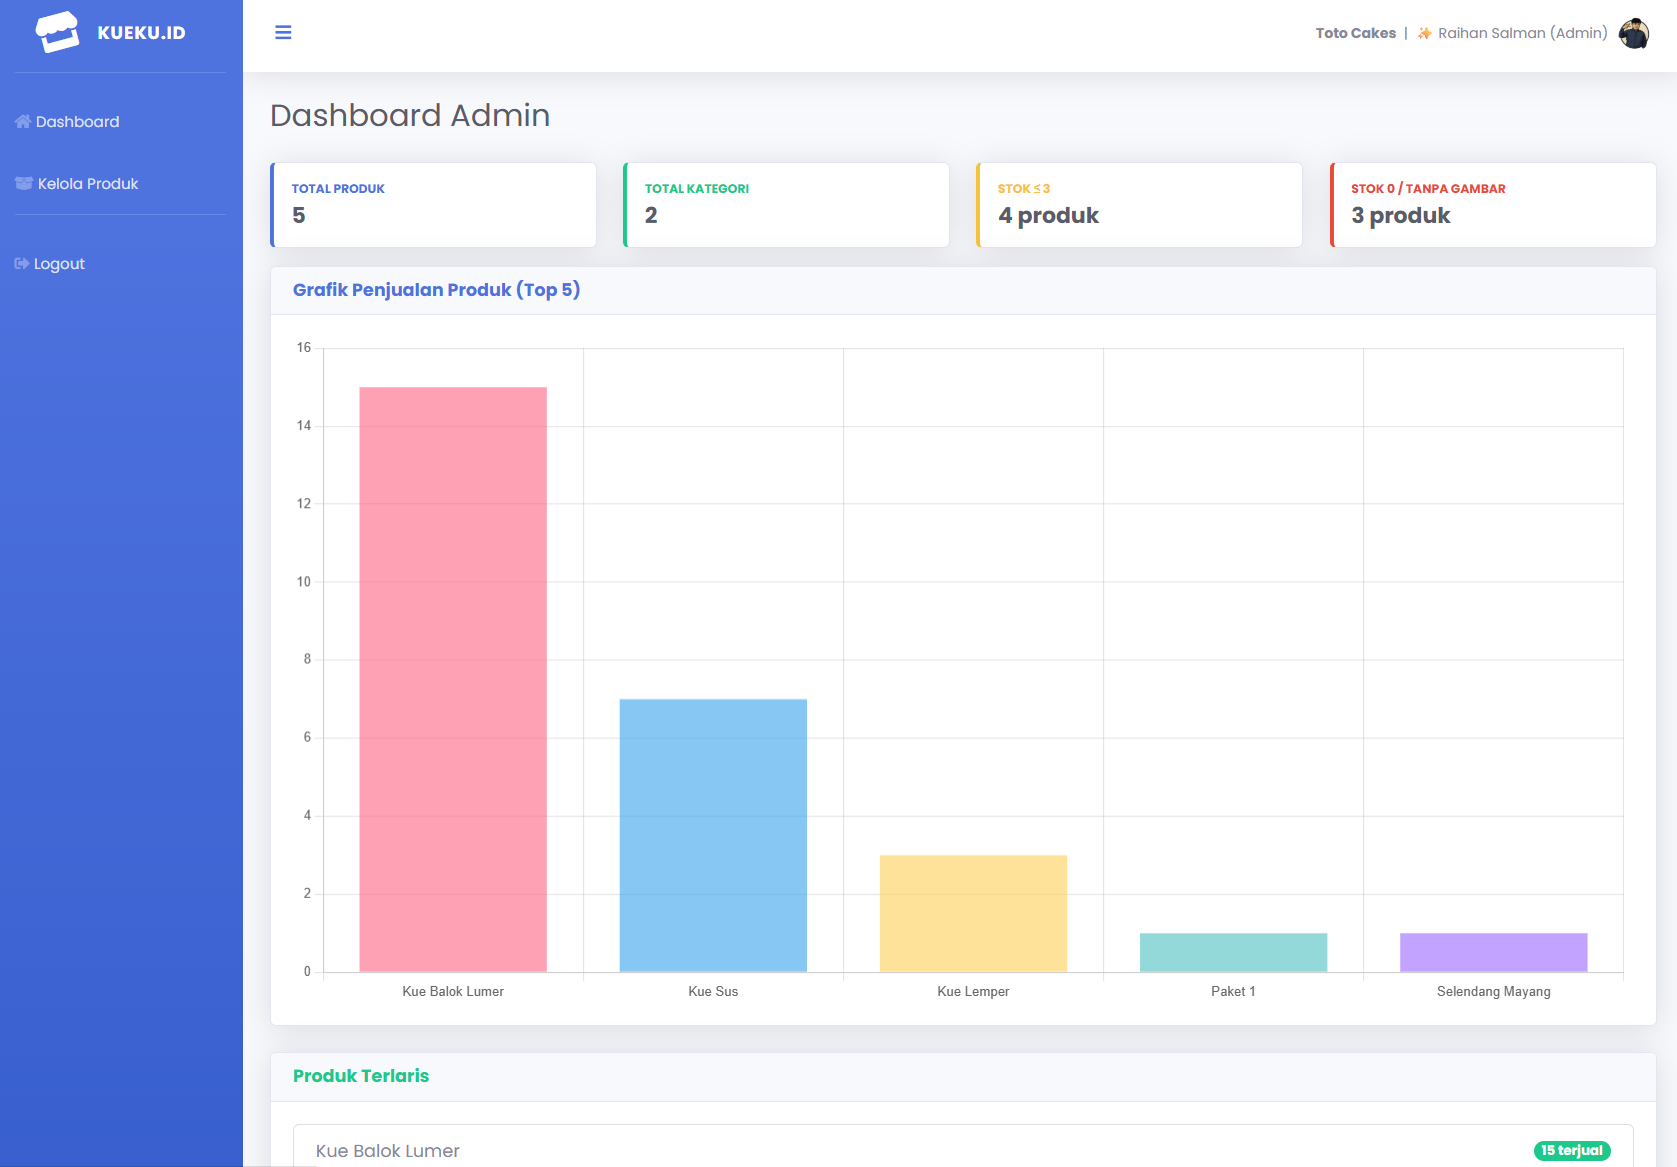 KUEKU.ID
Toto Cakes | ✨ Raihan Salman (Admin)
Dashboard
Kelola Produk
Logout
Dashboard Admin
TOTAL PRODUK
5
TOTAL KATEGORI
2
STOK ≤ 3
4 produk
STOK 0 / TANPA GAMBAR
3 produk
Grafik Penjualan Produk (Top 5)
16
14
12
10
8
6
4
2
0
Kue Balok Lumer
Kue Sus
Kue Lemper
Paket 1
Selendang Mayang
Produk Terlaris
Kue Balok Lumer
15 terjual